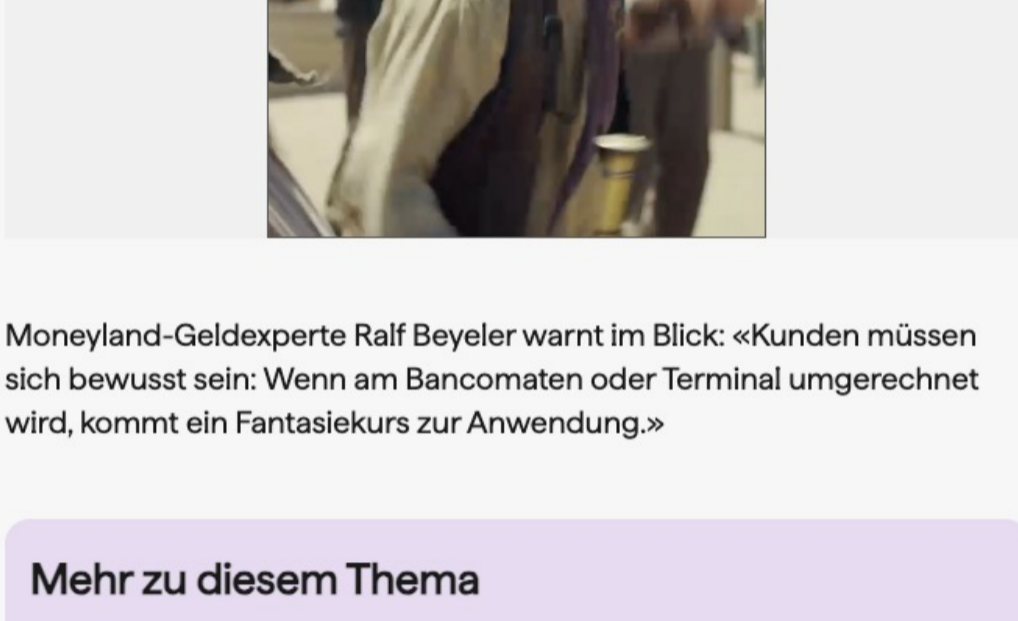 Moneyland-Geldexperte Ralf Beyeler warnt im Blick: «Kunden müssen
sich bewusst sein: Wenn am Bancomaten oder Terminal umgerechnet
wird, kommt ein Fantasiekurs zur Anwendung.»
Mehr zu diesem Thema